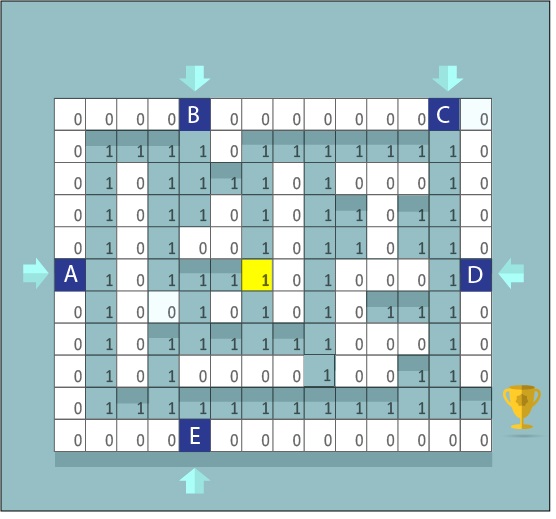 0 0 0 0 B 0 0 0 0 0 0 0 C 0
0 1 1 1 1 0 1 1 1 1 1 1 1 0
0 1 0 1 1 1 1 0 1 0 0 0 1 0
0 1 0 1 1 0 1 0 1 1 0 1 1 0
0 1 0 1 0 0 1 0 1 1 0 1 1 0
A 1 0 1 1 1 1 0 1 0 0 0 1 D
0 1 0 0 1 0 1 0 1 0 1 1 1 0
0 1 0 1 1 1 1 1 1 0 0 0 1 0
0 1 0 1 0 0 0 0 1 0 0 1 1 0
0 1 1 1 1 1 1 1 1 1 1 1 1 1
0 0 0 0 E 0 0 0 0 0 0 0 0 0